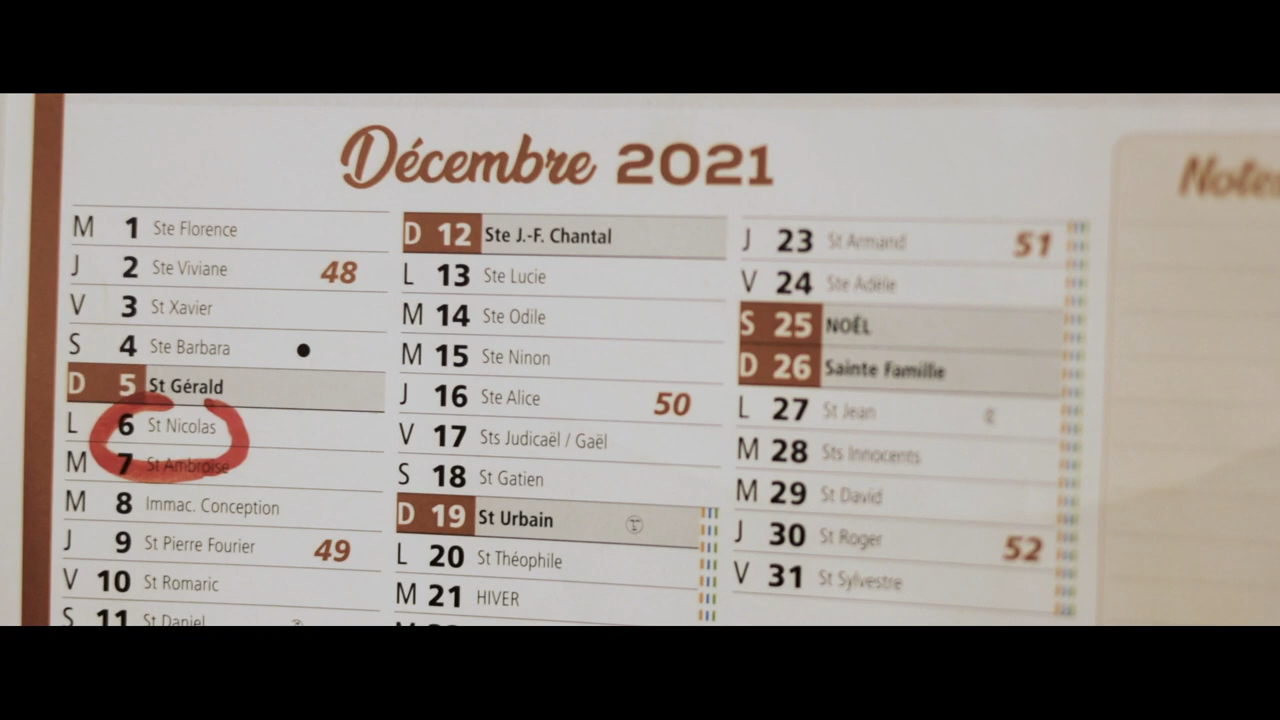 Décembre 2021
Note
M 1 Ste Florence
J 2 Ste Viviane 48
V 3 St Xavier
S 4 Ste Barbara
D 5 St Gérald
L 6 St Nicolas
M 7 St Ambroise
M 8 Immac. Conception
J 9 St Pierre Fourier 49
V 10 St Romaric
S 11 St Daniel
D 12 Ste J.-F. Chantal
L 13 Ste Lucie
M 14 Ste Odile
M 15 Ste Ninon
J 16 Ste Alice 50
V 17 Sts Judicaël / Gaël
S 18 St Gatien
D 19 St Urbain
L 20 St Théophile
M 21 HIVER
J 23 St Armand 51
V 24 Ste Adèle
S 25 NOËL
D 26 Sainte Famille
L 27 St Jean
M 28 Sts Innocents
M 29 St David
J 30 St Roger 52
V 31 St Sylvestre